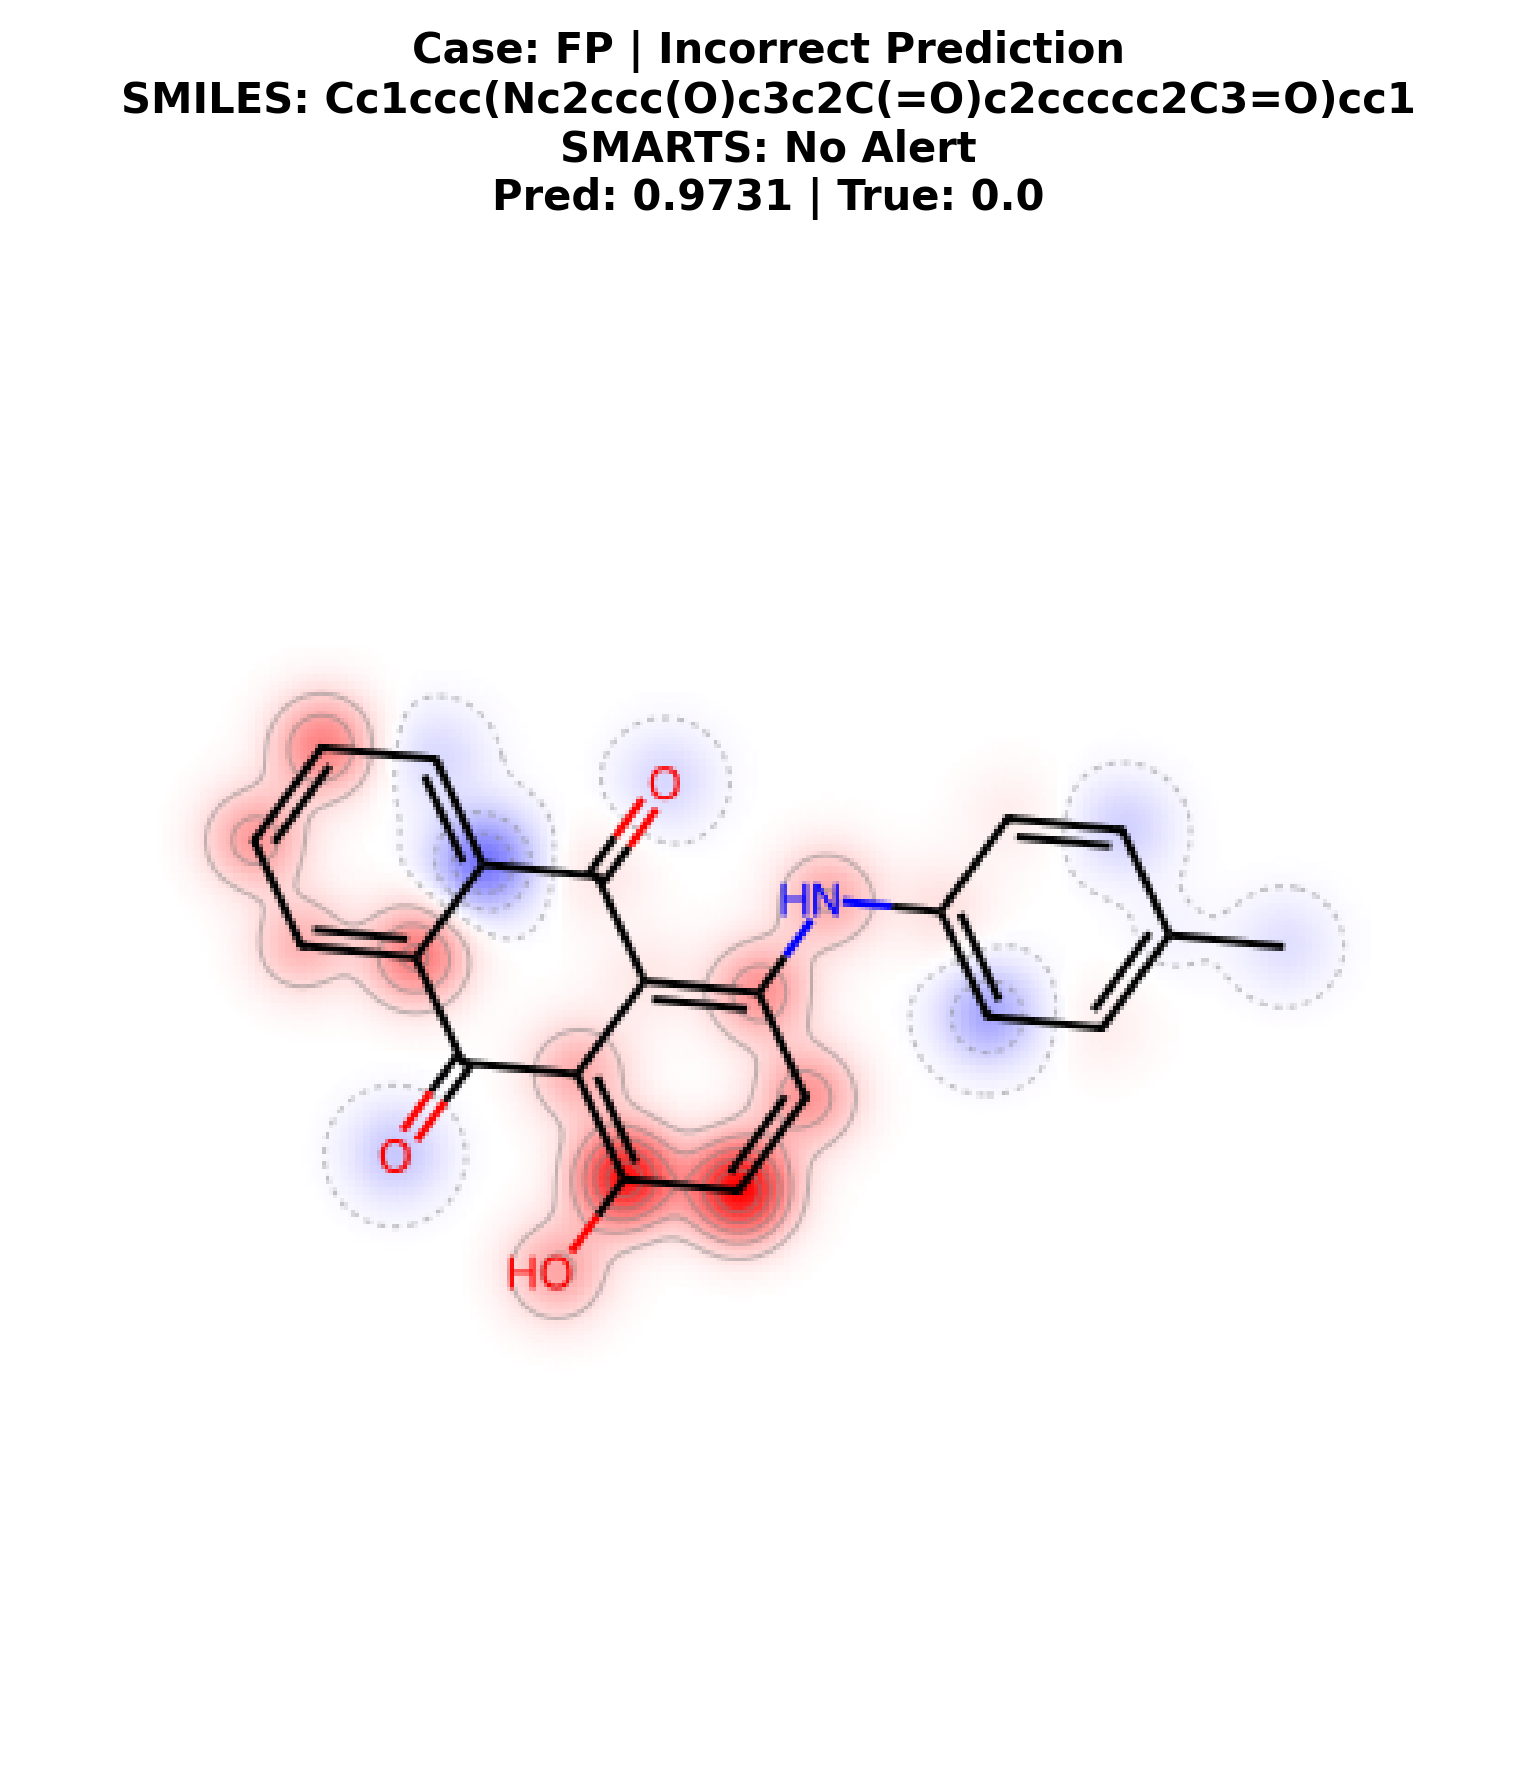 Case: FP | Incorrect Prediction
SMILES: Cc1ccc(Nc2ccc(O)c3c2C(=O)c2ccccc2C3=O)cc1
SMARTS: No Alert
Pred: 0.9731 | True: 0.0
O
HN
O
HO